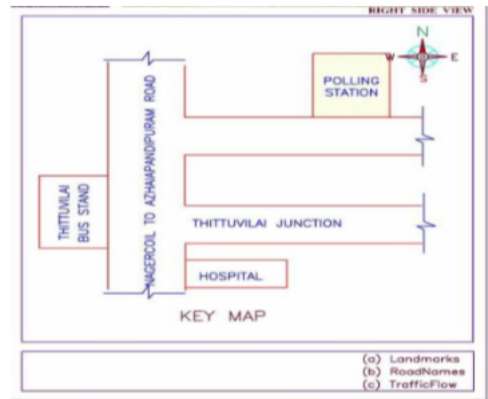 RIGHT SIDE VIEW
N
W
E
S
POLLING
STATION
NAGERCOIL TO AZHAIAPANDIPURAM ROAD
THITTUVILAI
BUS STAND
THITTUVILAI JUNCTION
HOSPITAL
KEY MAP
(a) Landmarks
(b) RoadNames
(c) TrafficFlow